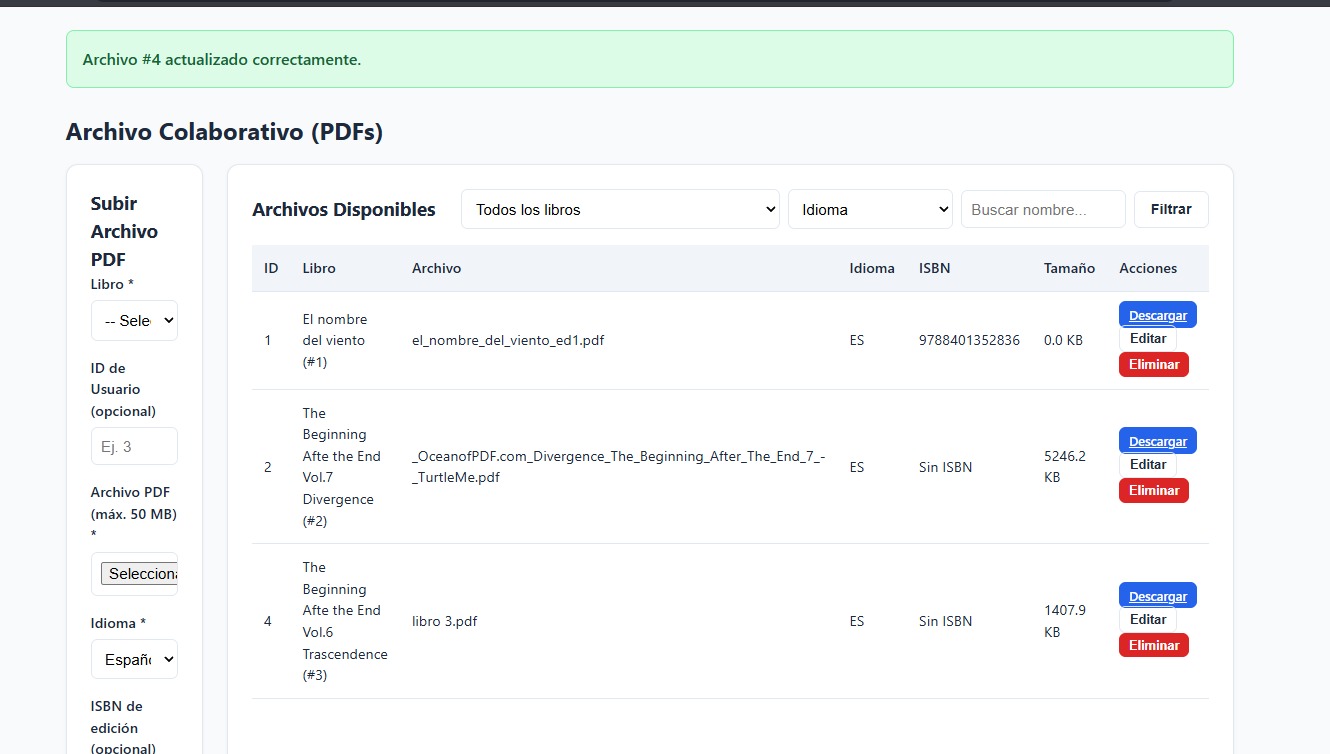 Archivo #4 actualizado correctamente.
Archivo Colaborativo (PDFs)
Subir
Archivo
PDF
Libro *
-- Sele
ID de
Usuario
(opcional)
Ej. 3
Archivo PDF
(máx. 50 MB)
*
Selecciona
Idioma *
Españo
ISBN de
edición
(opcional)
Archivos Disponibles
Todos los libros
Idioma
Buscar nombre...
Filtrar
ID Libro Archivo Idioma ISBN Tamaño Acciones
1
El nombre
del viento
(#1)
el_nombre_del_viento_ed1.pdf
ES
9788401352836
0.0 KB
Descargar
Editar
Eliminar
2
The
Beginning
Afte the End
Vol.7
Divergence
(#2)
_OceanofPDF.com_Divergence_The_Beginning_After_The_End_7_-
_TurtleMe.pdf
ES
Sin ISBN
5246.2
KB
Descargar
Editar
Eliminar
4
The
Beginning
Afte the End
Vol.6
Trascendence
(#3)
libro 3.pdf
ES
Sin ISBN
1407.9
KB
Descargar
Editar
Eliminar